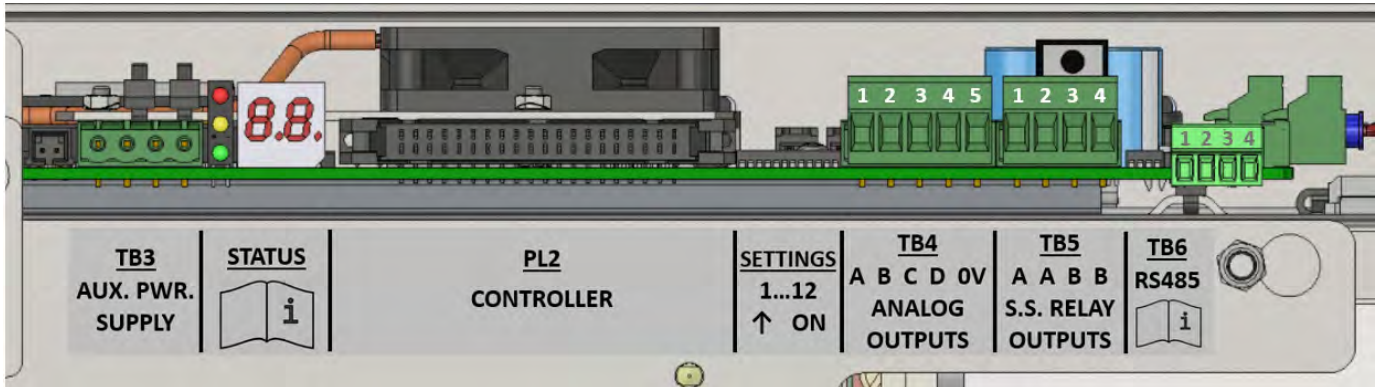 8.8.
1 2 3 4 5
1 2 3 4
1 2 3 4
TB3
AUX. PWR.
SUPPLY
STATUS
i
PL2
CONTROLLER
SETTINGS
1...12
↑ ON
TB4
A B C D 0V
ANALOG
OUTPUTS
TB5
A A B B
S.S. RELAY
OUTPUTS
TB6
RS485
i